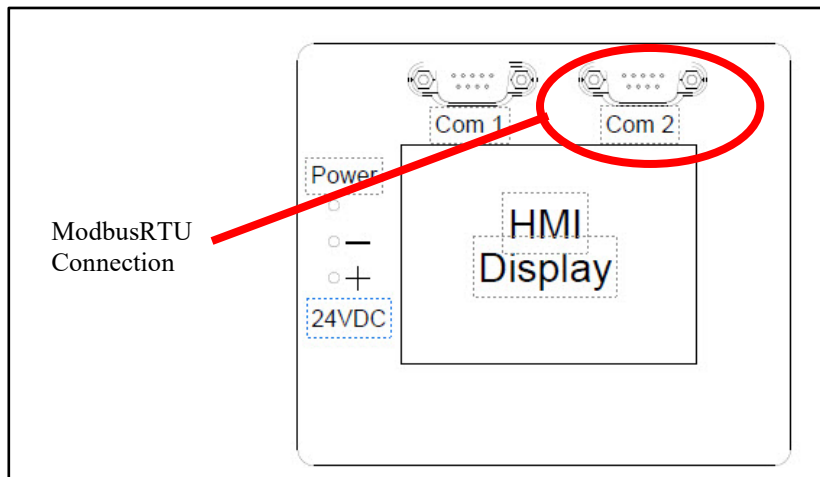 Com 1
Com 2
Power
HMI
Display
ModbusRTU
Connection
−
+
24VDC